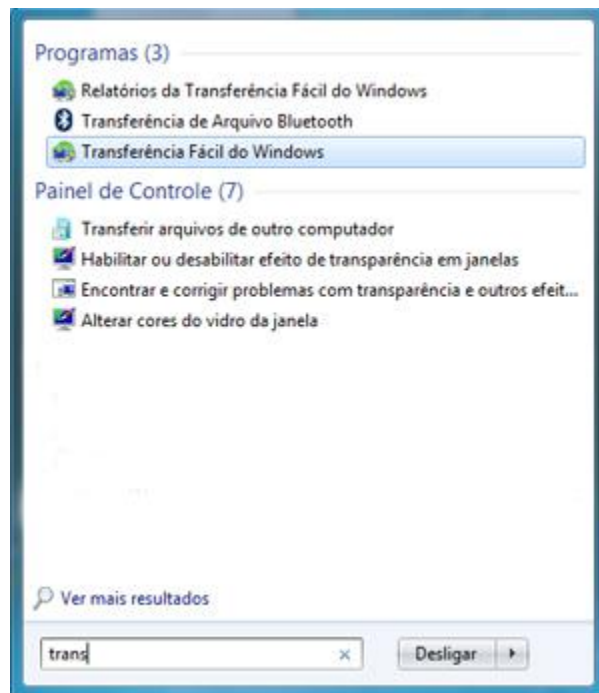 Programas (3)
Relatórios da Transferência Fácil do Windows
Transferência de Arquivo Bluetooth
Transferência Fácil do Windows
Painel de Controle (7)
Transferir arquivos de outro computador
Habilitar ou desabilitar efeito de transparência em janelas
Encontrar e corrigir problemas com transparência e outros efeit...
Alterar cores do vidro da janela
Ver mais resultados
trans
Desligar